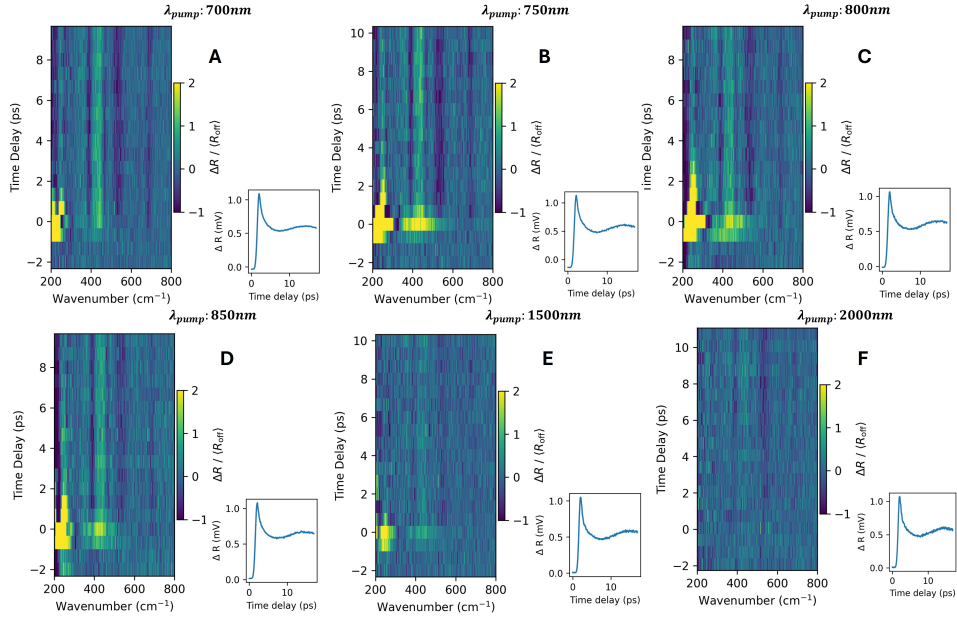 λpump: 700nm
A
Time Delay (ps)
8
6
4
2
0
−2
200 400 600 800
Wavenumber (cm⁻¹)
2
1
0
−1
ΔR / ⟨Roff⟩
Δ R (mV)
1.0
0.5
0.0
10
Time delay (ps)
λpump: 750nm
B
Time Delay (ps)
10
8
6
4
2
0
−2
200 400 600 800
Wavenumber (cm⁻¹)
2
1
0
−1
ΔR / ⟨Roff⟩
Δ R (mV)
1.0
0.5
0.0
10
Time delay (ps)
λpump: 800nm
C
ime Delay (ps)
8
6
4
2
0
−2
200 400 600 800
Wavenumber (cm⁻¹)
2
1
0
−1
ΔR / ⟨Roff⟩
Δ R (mV)
1.0
0.5
0.0
10
Time delay (ps)
λpump: 850nm
D
Time Delay (ps)
8
6
4
2
0
−2
200 400 600 800
Wavenumber (cm⁻¹)
2
1
0
−1
ΔR / ⟨Roff⟩
Δ R (mV)
1.0
0.5
0.0
10
Time delay (ps)
λpump: 1500nm
E
Time Delay (ps)
10
8
6
4
2
0
−2
200 400 600 800
Wavenumber (cm⁻¹)
2
1
0
−1
ΔR / ⟨Roff⟩
Δ R (mV)
1.0
0.5
0.0
0 10
Time delay (ps)
λpump: 2000nm
F
Time Delay (ps)
10
8
6
4
2
0
−2
200 400 600 800
Wavenumber (cm⁻¹)
2
1
0
−1
ΔR / ⟨Roff⟩
Δ R (mV)
1.0
0.5
0.0
0 10
Time delay (ps)